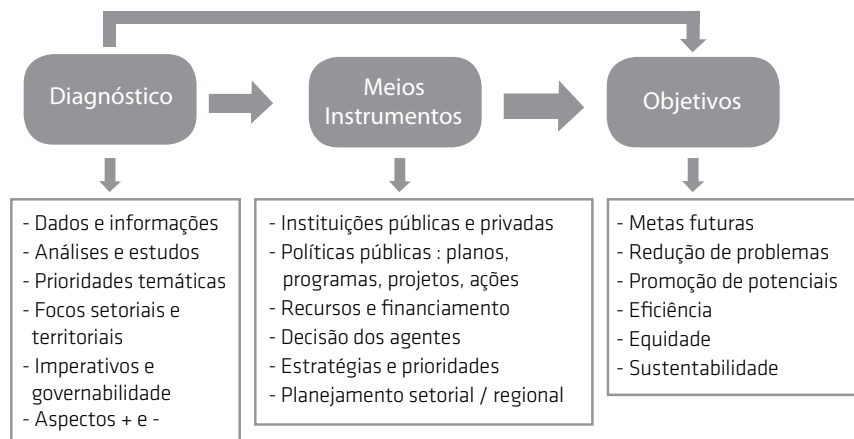 Diagnóstico
Meios
Instrumentos
Objetivos
- Dados e informações
- Análises e estudos
- Prioridades temáticas
- Focos setoriais e
territoriais
- Imperativos e
governabilidade
- Aspectos + e -
- Instituições públicas e privadas
- Políticas públicas : planos,
programas, projetos, ações
- Recursos e financiamento
- Decisão dos agentes
- Estratégias e prioridades
- Planejamento setorial / regional
- Metas futuras
- Redução de problemas
- Promoção de potenciais
- Eficiência
- Equidade
- Sustentabilidade